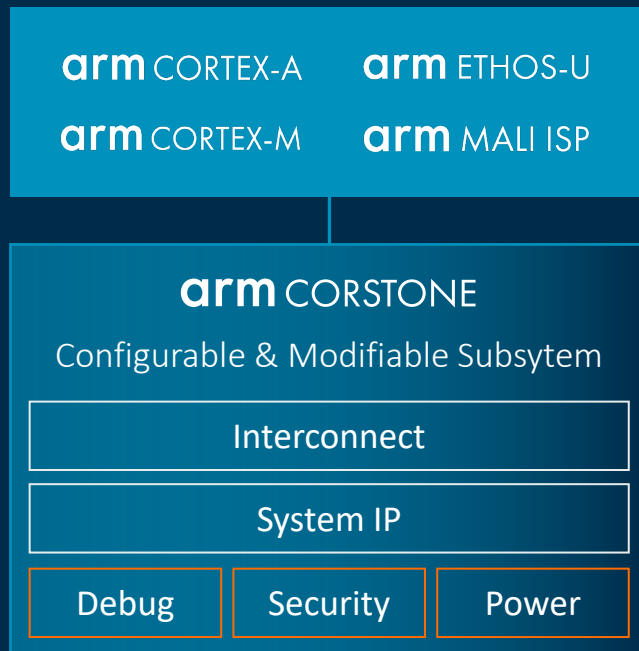 arm CORTEX-A arm ETHOS-U
arm CORTEX-M arm MALI ISP
arm CORSTONE
Configurable & Modifiable Subsytem
Interconnect
System IP
Debug Security Power